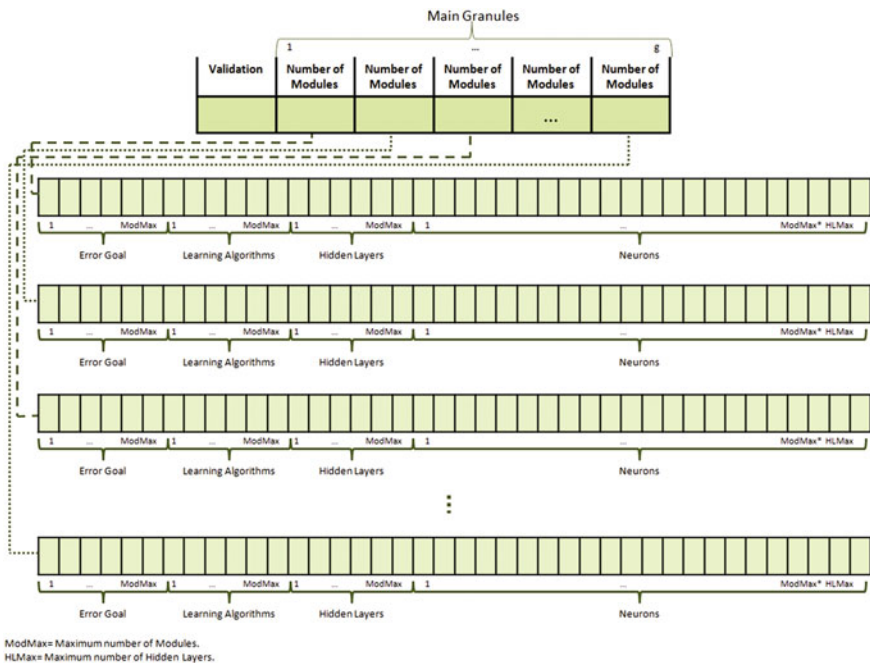 Main Granules
1 ... g
Validation Number of Modules Number of Modules Number of Modules Number of Modules Number of Modules
...
1 ... ModMax 1 ... ModMax 1 ... ModMax 1 ... ModMax* HLMax
Error Goal Learning Algorithms Hidden Layers Neurons
1 ... ModMax 1 ... ModMax 1 ... ModMax 1 ... ModMax* HLMax
Error Goal Learning Algorithms Hidden Layers Neurons
1 ... ModMax 1 ... ModMax 1 ... ModMax 1 ... ModMax* HLMax
Error Goal Learning Algorithms Hidden Layers Neurons
1 ... ModMax 1 ... ModMax 1 ... ModMax 1 ... ModMax* HLMax
Error Goal Learning Algorithms Hidden Layers Neurons
ModMax= Maximum number of Modules.
HLMax= Maximum number of Hidden Layers.